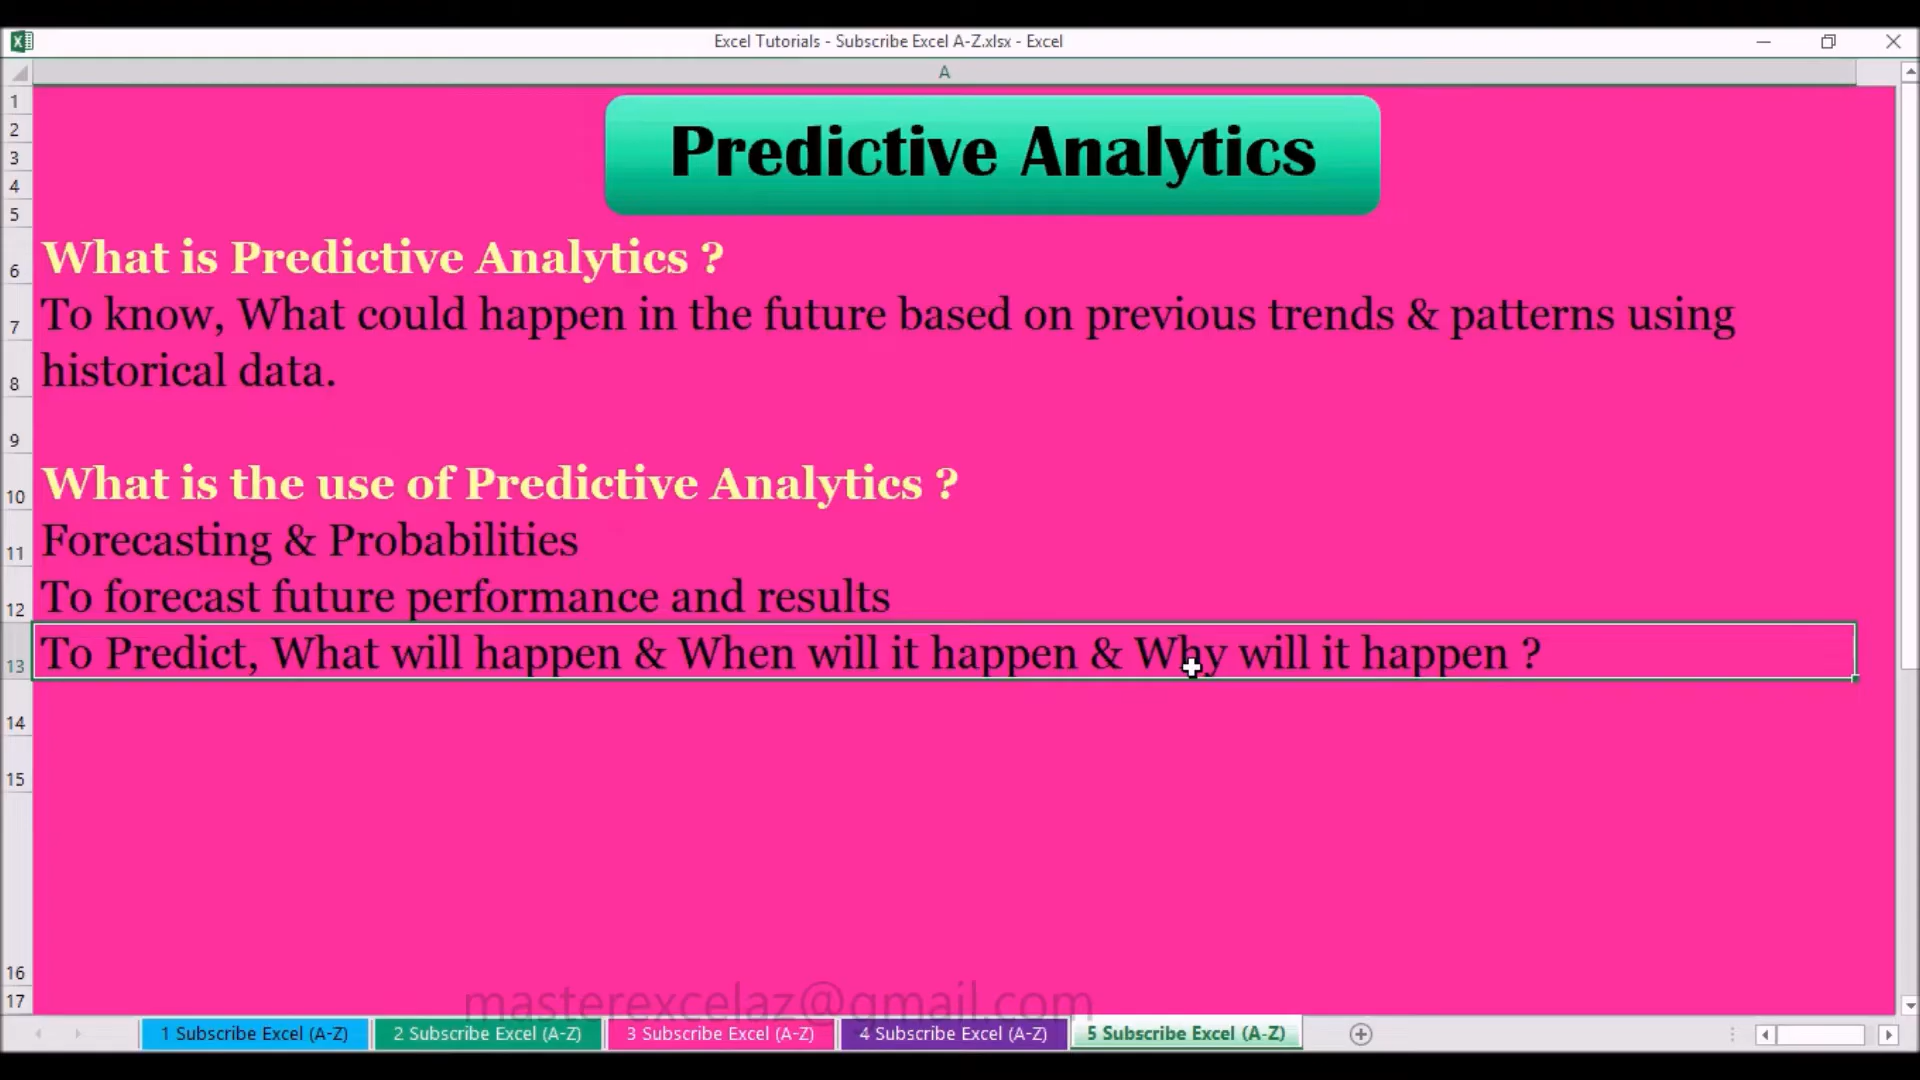 Excel Tutorials - Subscribe Excel A-Z.xlsx - Excel
A
1
2
3
4
5
Predictive Analytics
6 What is Predictive Analytics ?
7 To know, What could happen in the future based on previous trends & patterns using
8 historical data.
9
10 What is the use of Predictive Analytics ?
11 Forecasting & Probabilities
12 To forecast future performance and results
13 To Predict, What will happen & When will it happen & Why will it happen ?
14
15
16
17
masterexcelaz@gmail.com
1 Subscribe Excel (A-Z) 2 Subscribe Excel (A-Z) 3 Subscribe Excel (A-Z) 4 Subscribe Excel (A-Z) 5 Subscribe Excel (A-Z)